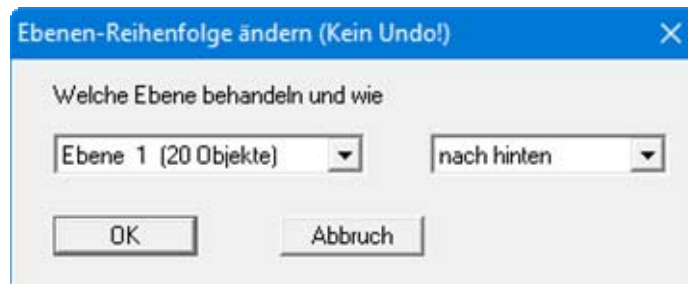 Ebenen-Reihenfolge ändern (Kein Undo!)
Welche Ebene behandeln und wie
Ebene 1 (20 Objekte) nach hinten
OK Abbruch